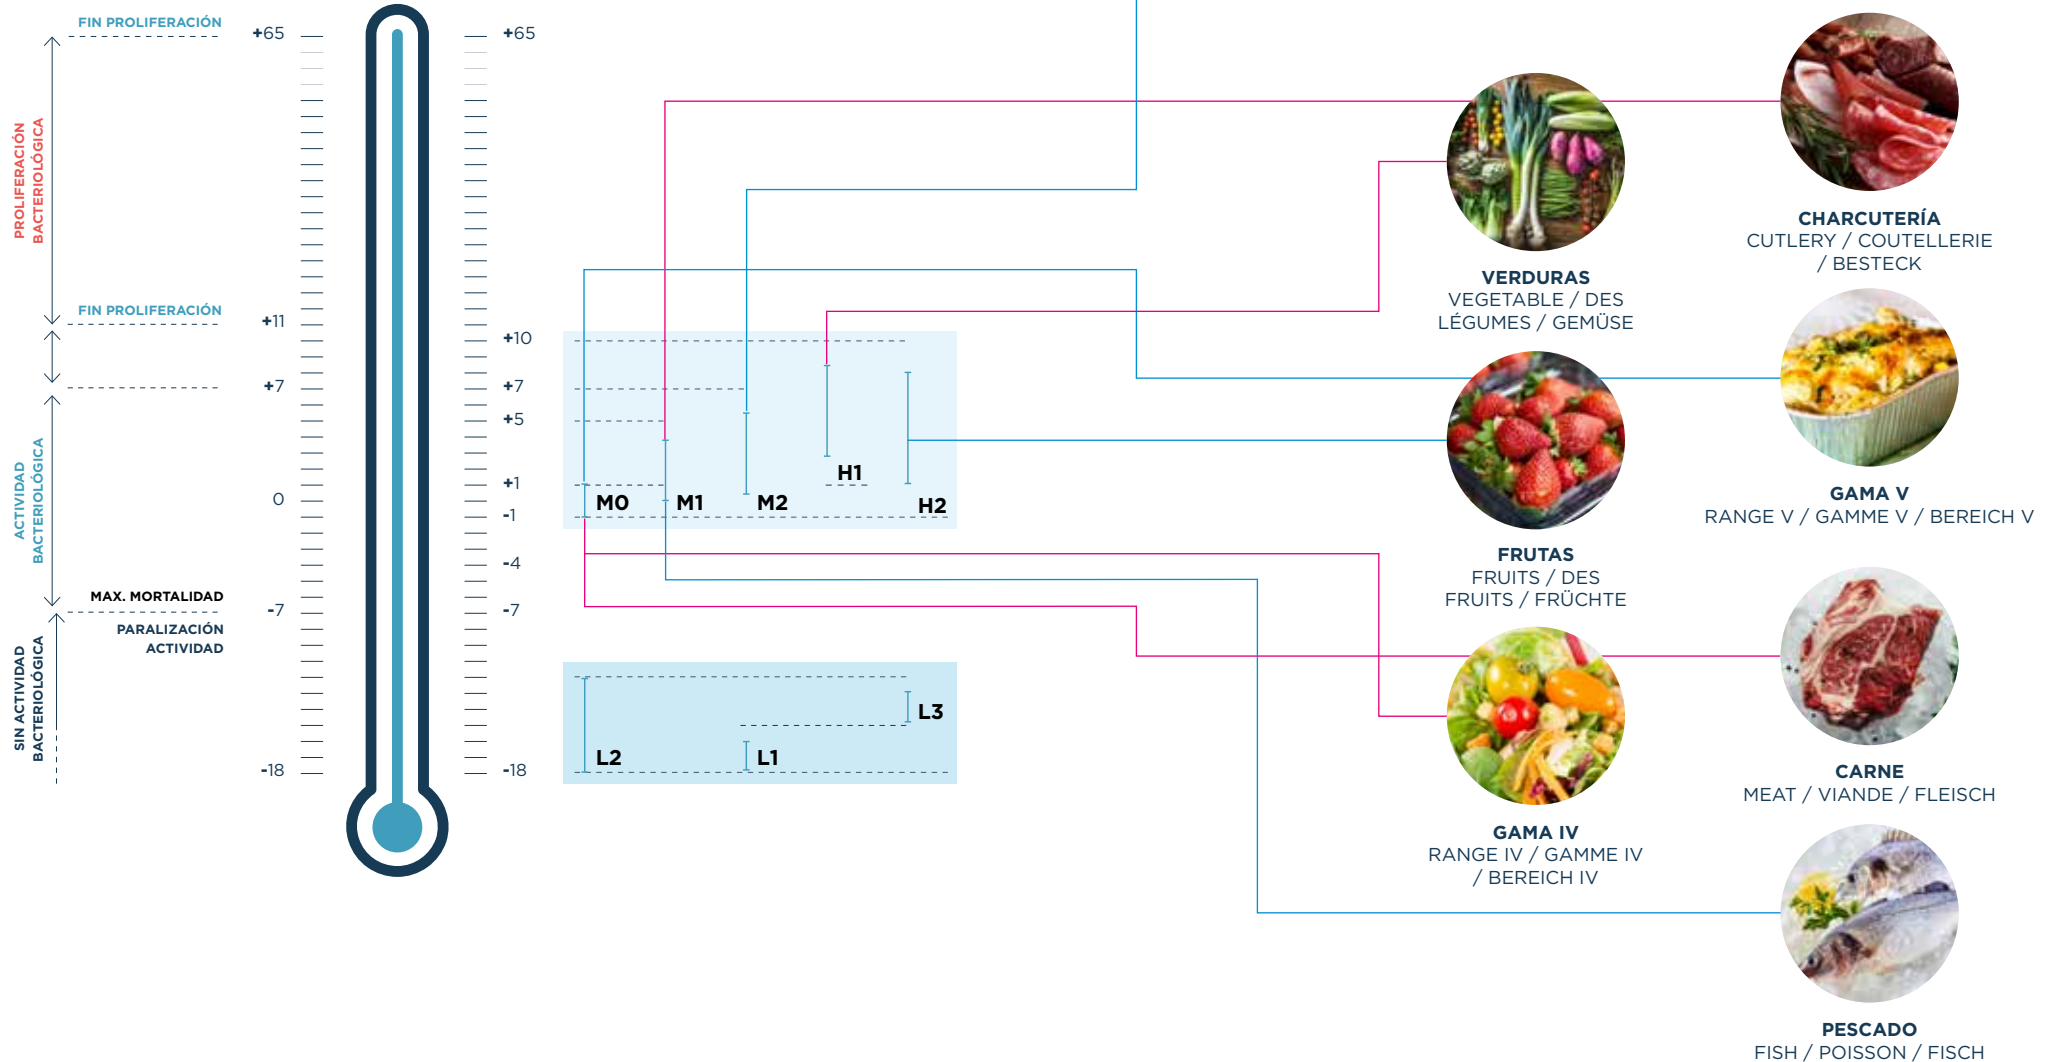 FIN PROLIFERACIÓN
+65
+65
PROLIFERACIÓN
BACTERIOLÓGICA
FIN PROLIFERACIÓN
+11
+10
+7
+7
+5
+1
0
-1
-4
ACTIVIDAD
BACTERIOLÓGICA
MAX. MORTALIDAD
-7
-7
PARALIZACIÓN
ACTIVIDAD
SIN ACTIVIDAD
BACTERIOLÓGICA
-18
-18
M0
M1
M2
H1
H2
L2
L1
L3
VERDURAS
VEGETABLE / DES
LÉGUMES / GEMÜSE
CHARCUTERÍA
CUTLERY / COUTELLERIE
/ BESTECK
FRUTAS
FRUITS / DES
FRUITS / FRÜCHTE
GAMA V
RANGE V / GAMME V / BEREICH V
GAMA IV
RANGE IV / GAMME IV
/ BEREICH IV
CARNE
MEAT / VIANDE / FLEISCH
PESCADO
FISH / POISSON / FISCH